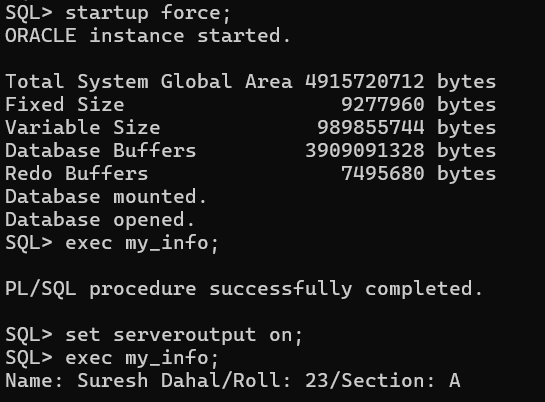 SQL> startup force;
ORACLE instance started.
Total System Global Area 4915720712 bytes
Fixed Size 9277960 bytes
Variable Size 989855744 bytes
Database Buffers 3909091328 bytes
Redo Buffers 7495680 bytes
Database mounted.
Database opened.
SQL> exec my_info;
PL/SQL procedure successfully completed.
SQL> set serveroutput on;
SQL> exec my_info;
Name: Suresh Dahal/Roll: 23/Section: A